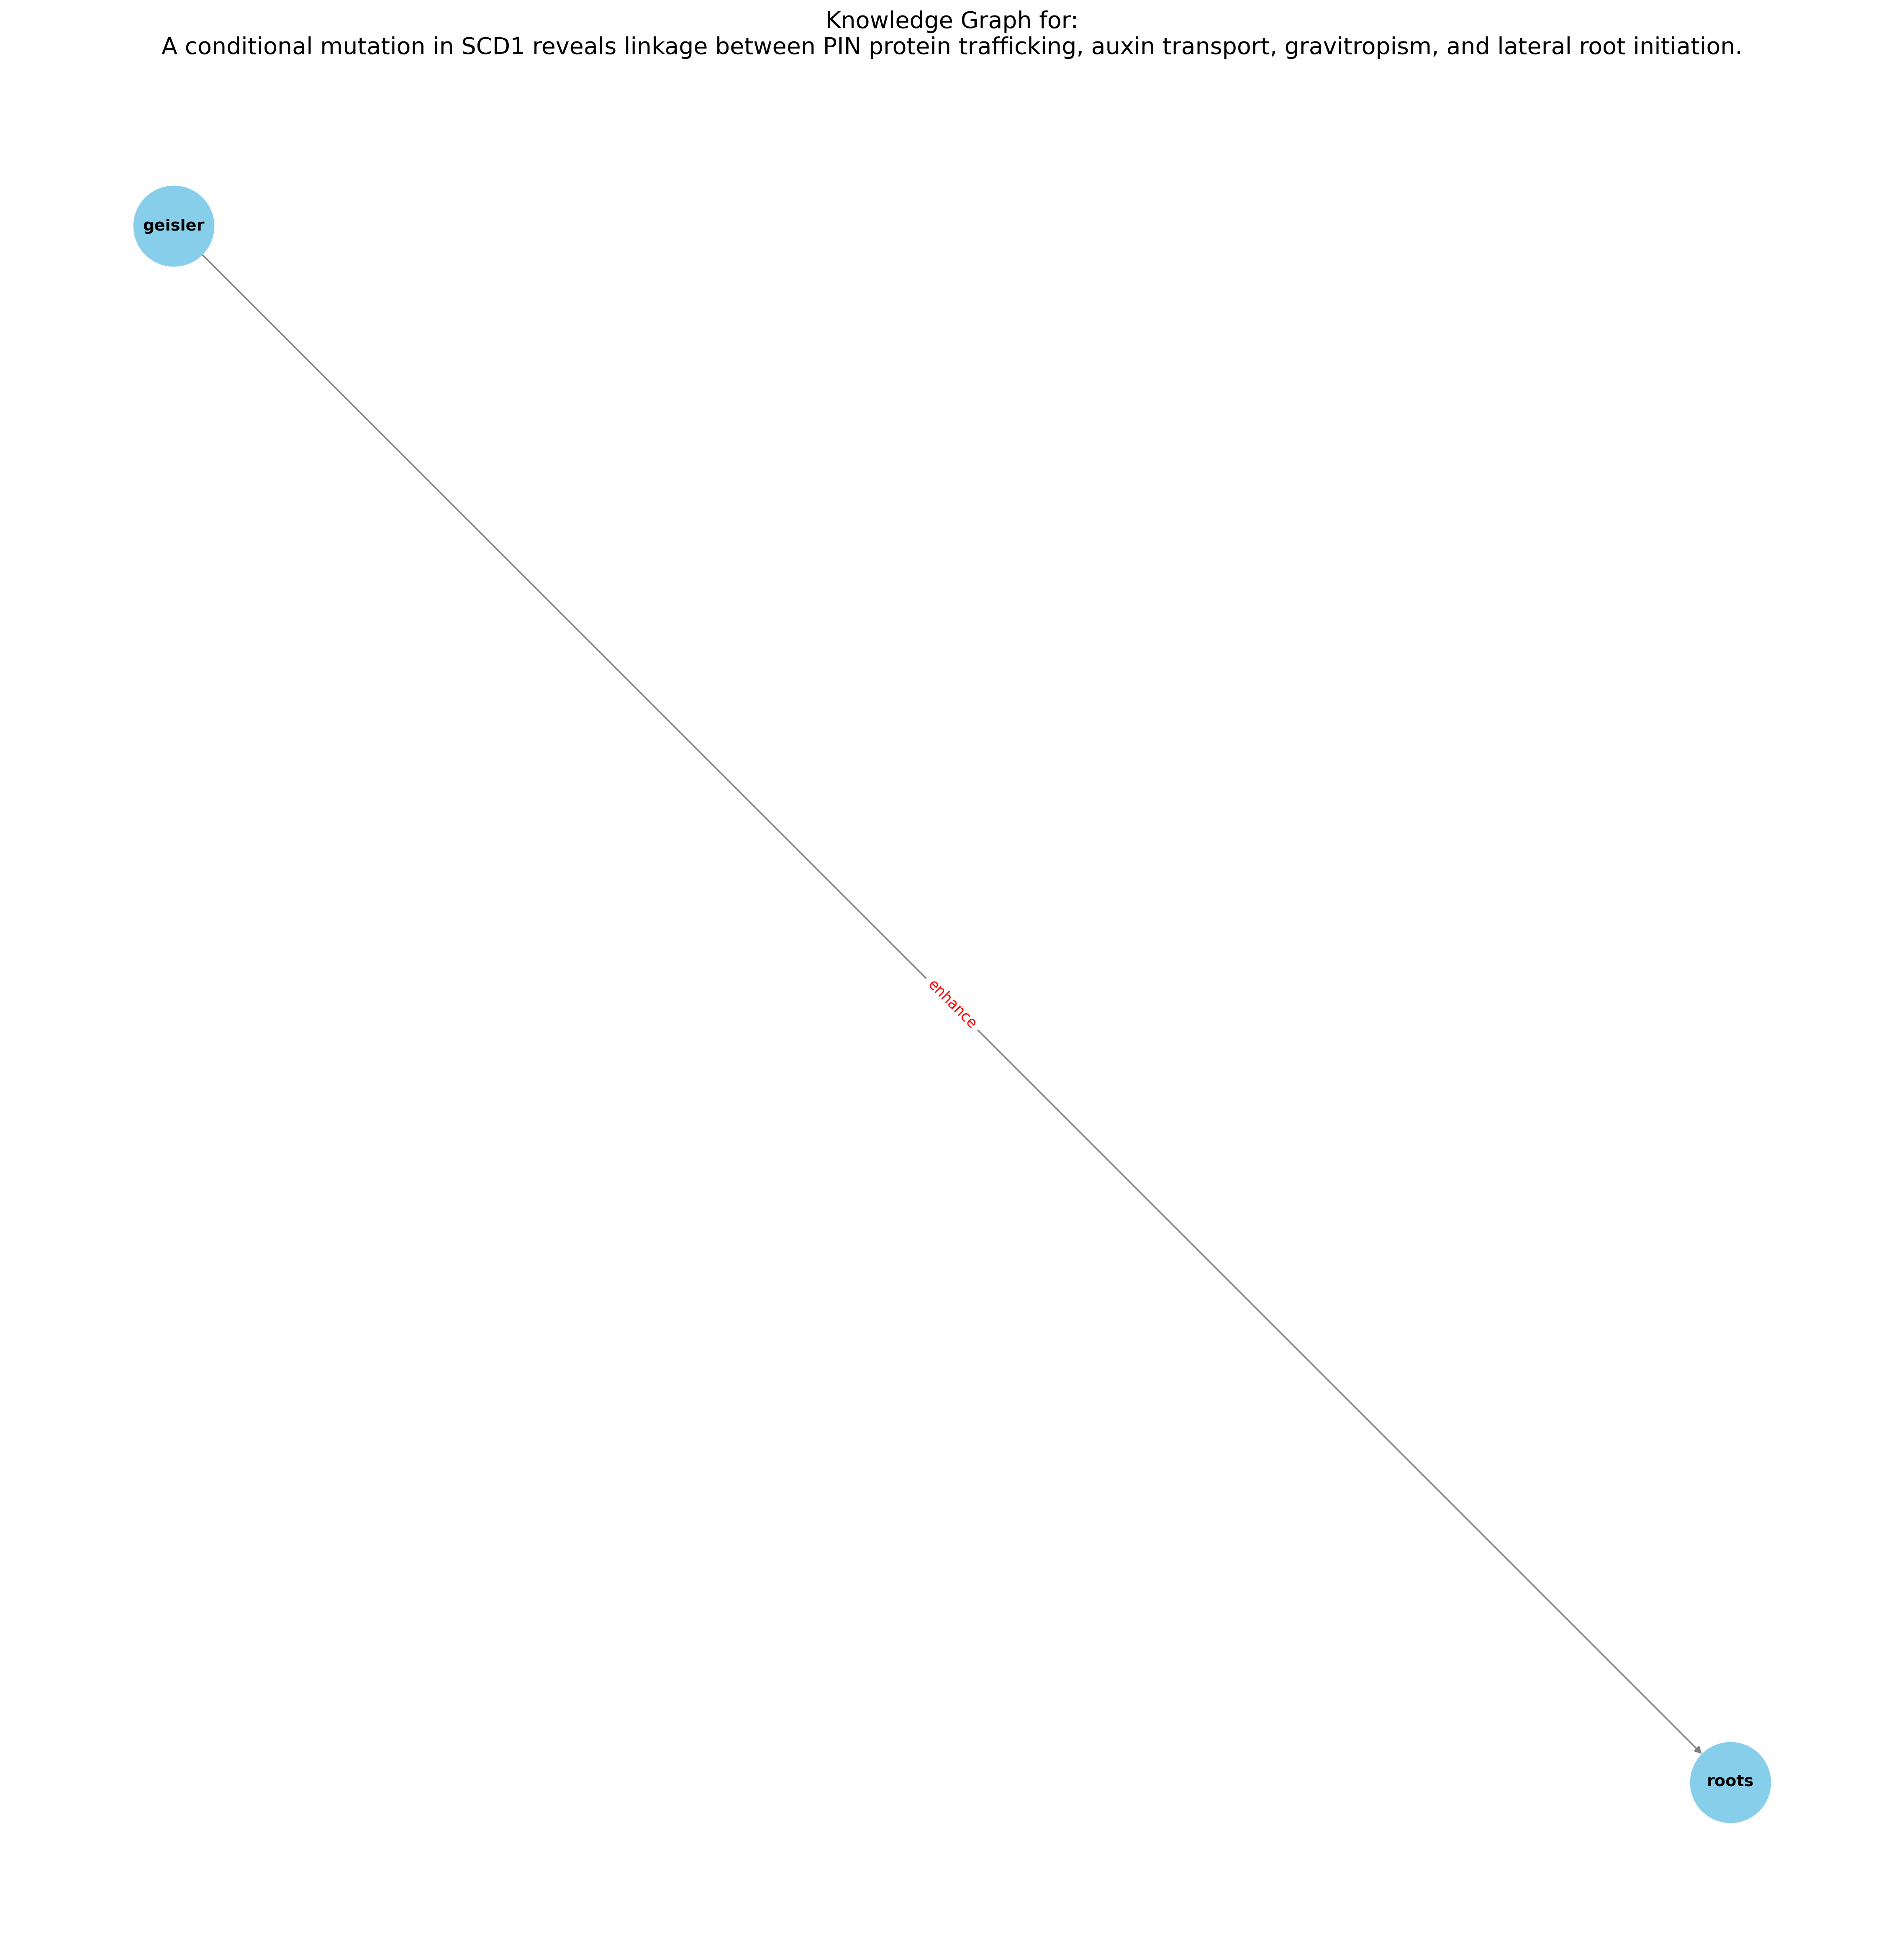 Knowledge Graph for:
A conditional mutation in SCD1 reveals linkage between PIN protein trafficking, auxin transport, gravitropism, and lateral root initiation.
geisler
enhance
roots